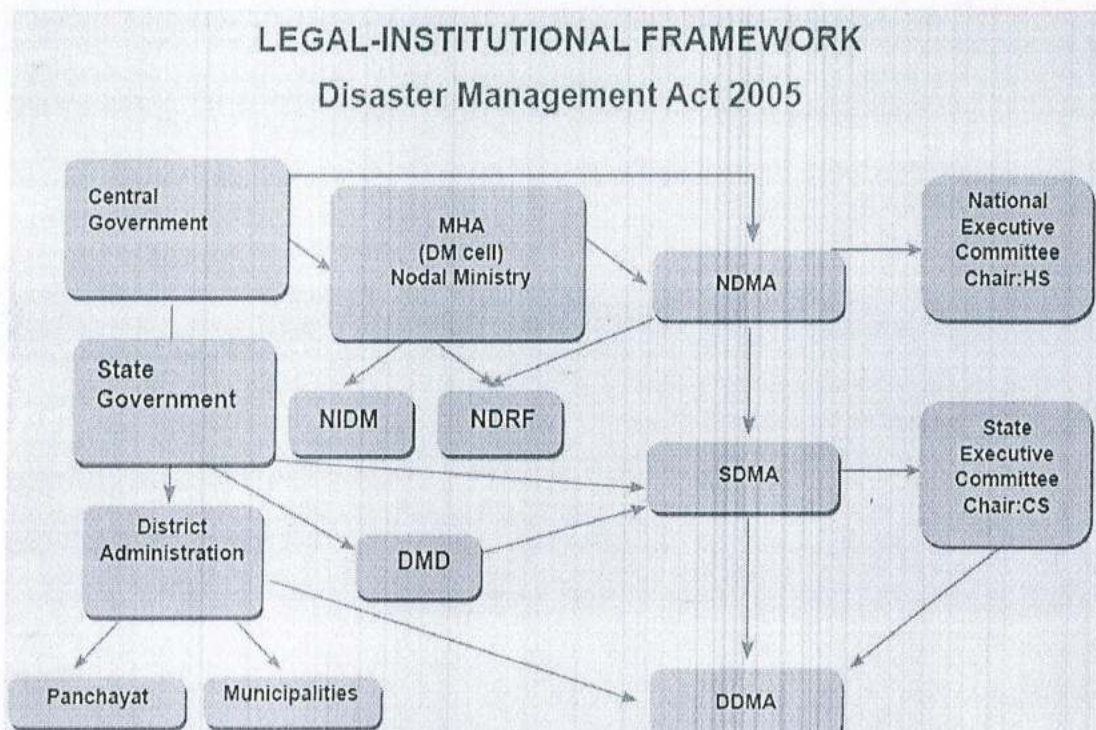 LEGAL-INSTITUTIONAL FRAMEWORK
Disaster Management Act 2005
Central
Government
MHA
(DM cell)
Nodal Ministry
NDMA
National
Executive
Committee
Chair:HS
State
Government
NIDM
NDRF
SDMA
State
Executive
Committee
Chair:CS
District
Administration
DMD
Panchayat
Municipalities
DDMA